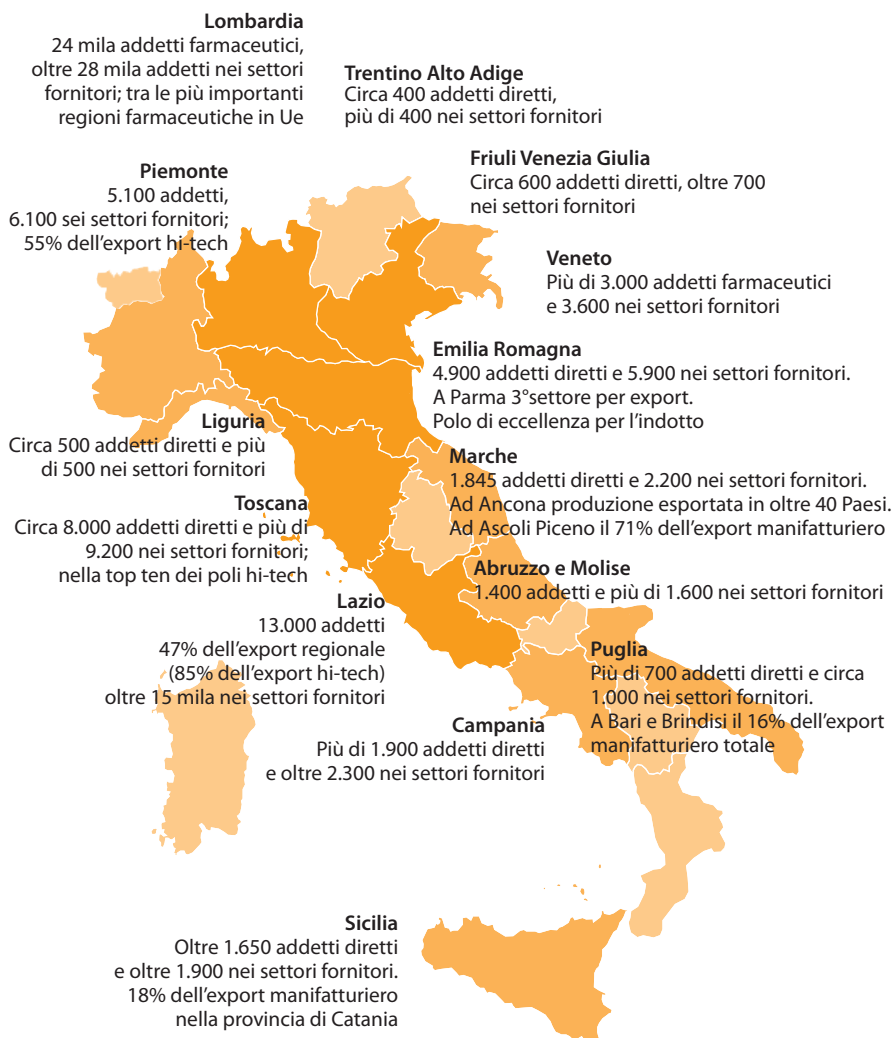 Lombardia
24 mila addetti farmaceutici,
oltre 28 mila addetti nei settori
fornitori; tra le più importanti
regioni farmaceutiche in Ue
Trentino Alto Adige
Circa 400 addetti diretti,
più di 400 nei settori fornitori
Piemonte
5.100 addetti,
6.100 sei settori fornitori;
55% dell'export hi-tech
Friuli Venezia Giulia
Circa 600 addetti diretti, oltre 700
nei settori fornitori
Veneto
Più di 3.000 addetti farmaceutici
e 3.600 nei settori fornitori
Emilia Romagna
4.900 addetti diretti e 5.900 nei settori fornitori.
A Parma 3°settore per export.
Polo di eccellenza per l'indotto
Liguria
Circa 500 addetti diretti e più
di 500 nei settori fornitori
Marche
1.845 addetti diretti e 2.200 nei settori fornitori.
Ad Ancona produzione esportata in oltre 40 Paesi.
Ad Ascoli Piceno il 71% dell'export manifatturiero
Toscana
Circa 8.000 addetti diretti e più di
9.200 nei settori fornitori;
nella top ten dei poli hi-tech
Abruzzo e Molise
1.400 addetti e più di 1.600 nei settori fornitori
Lazio
13.000 addetti
47% dell'export regionale
(85% dell'export hi-tech)
oltre 15 mila nei settori fornitori
Puglia
Più di 700 addetti diretti e circa
1.000 nei settori fornitori.
A Bari e Brindisi il 16% dell'export
manifatturiero totale
Campania
Più di 1.900 addetti diretti
e oltre 2.300 nei settori fornitori
Sicilia
Oltre 1.650 addetti diretti
e oltre 1.900 nei settori fornitori.
18% dell'export manifatturiero
nella provincia di Catania